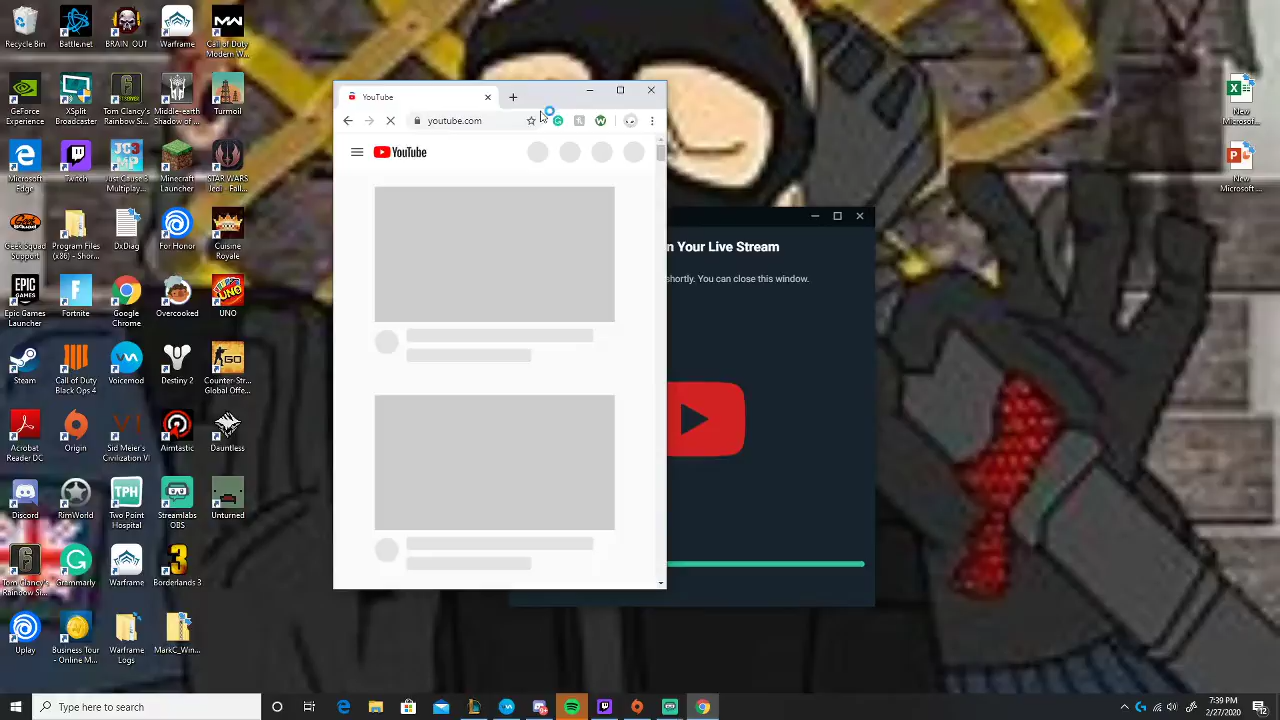 Recycle Bin
Battle.net
BRAIN_OUT
Warframe
Call of Duty
Modern W...
GeForce
Experience
XSplit
Broadcaster
Tom Clancy's
Rainbow S...
Middle-earth
Shadow of ...
Turmoil
Microsoft
Edge
Twitch
Just Cause 3
Multiplay...
Minecraft
Launcher
STAR WARS
Jedi - Fall...
Geek Squad
Support
Program Files
(x86) - Shor...
DxDiag
For Honor
Cuisine
Royale
Epic Games
Launcher
Fortnite
Google
Chrome
Overcooked
UNO
Steam
Call of Duty
Black Ops 4
Voicemod
Destiny 2
Counter-Str...
Global Offe...
Acrobat
Reader DC
Origin
Sid Meier's
Civilization VI
Aimtastic
Dauntless
Discord
RimWorld
Two Point
Hospital
Streamlabs
OBS
Unturned
Tom Clancy's
Rainbow Si...
Grammarly
Warframe
Borderlands 3
Uplay
Business Tour
- Online M...
Warframe
Logs
MarkC_Win...
New
Microsof...
New
Microsoft ...
YouTube
youtube.com
YouTube
n Your Live Stream
shortly. You can close this window.
Type here to search
7:39 PM
2/27/2020